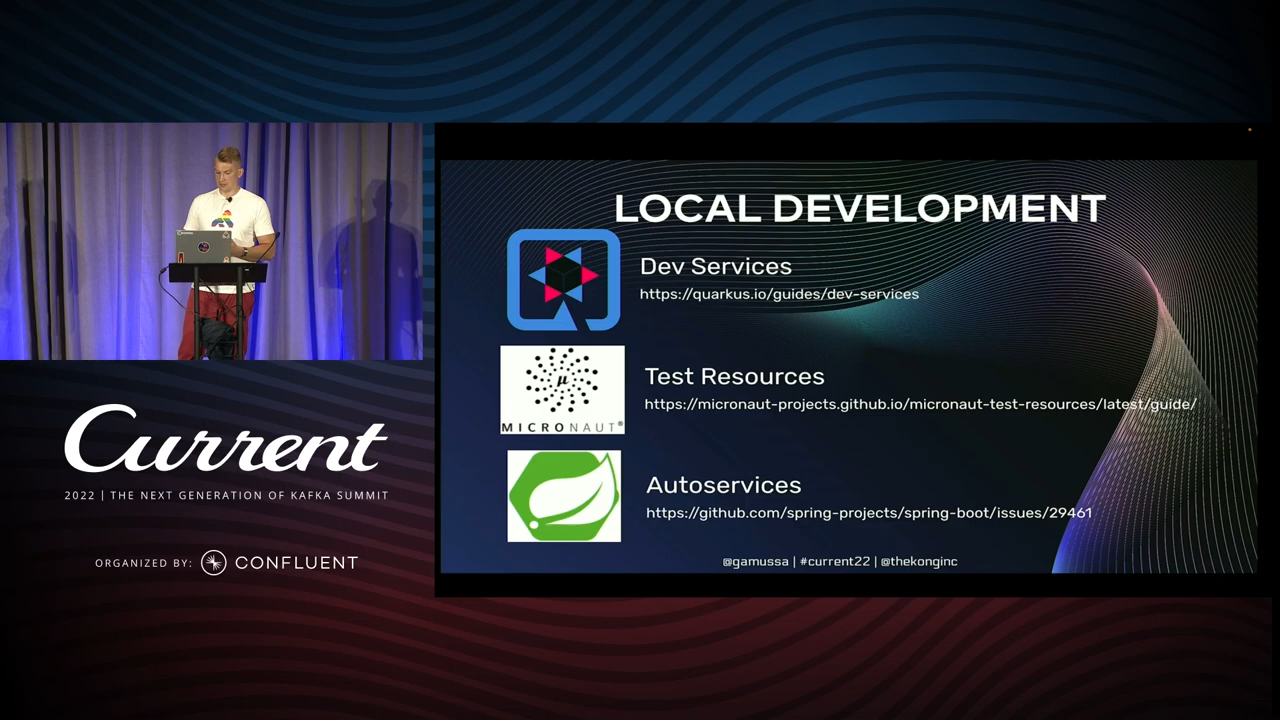 LOCAL DEVELOPMENT
Dev Services
https://quarkus.io/guides/dev-services
MICRONAUT®
Test Resources
https://micronaut-projects.github.io/micronaut-test-resources/latest/guide/
Autoservices
https://github.com/spring-projects/spring-boot/issues/29461
@gamussa | #current22 | @thekonginc
Current
2022 | THE NEXT GENERATION OF KAFKA SUMMIT
ORGANIZED BY: CONFLUENT